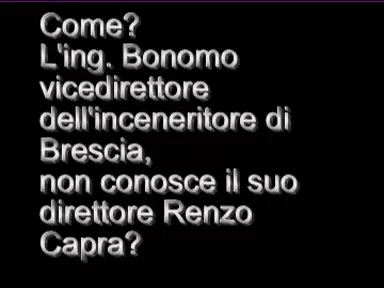 Come?
L'ing. Bonomo
vicedirettore
dell'inceneritore di
Brescia,
non conosce il suo
direttore Renzo
Capra?